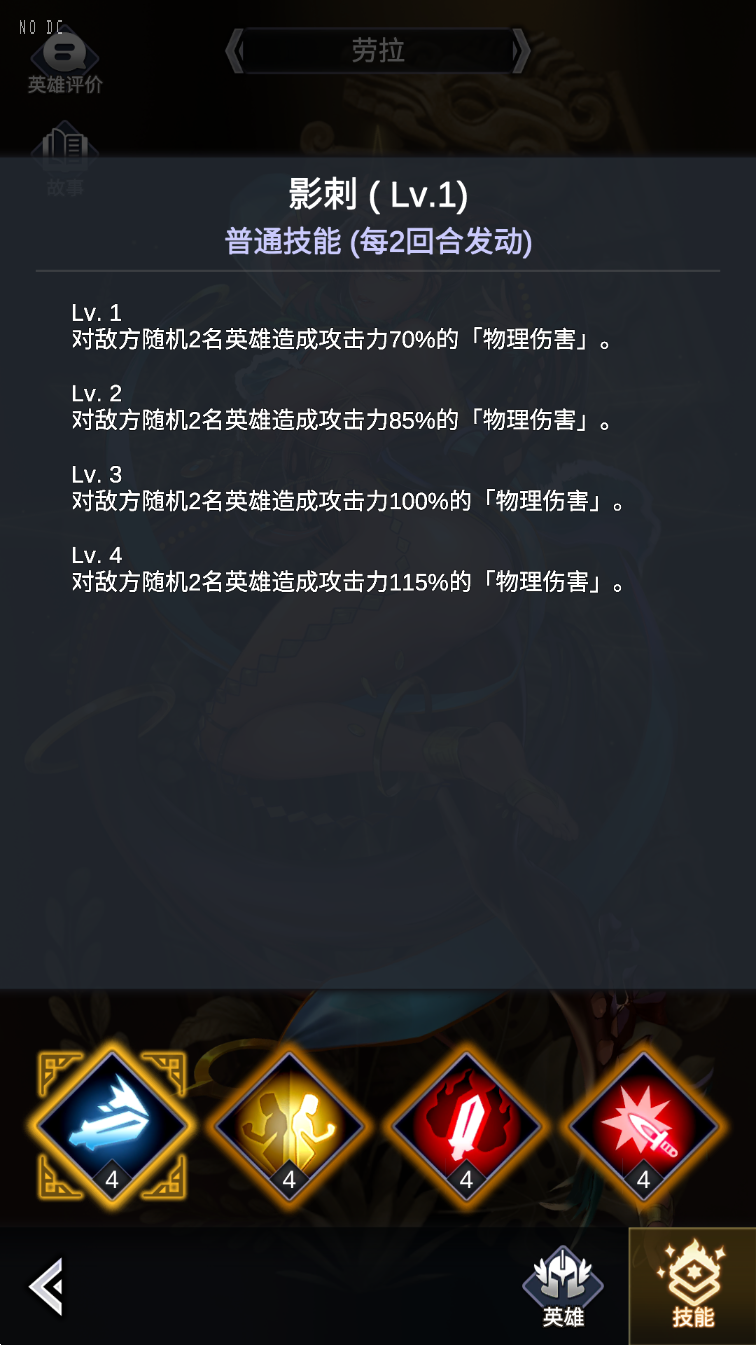 NO DC
劳拉
英雄评价
故事
影刺 ( Lv.1)
普通技能 (每2回合发动)
Lv. 1
对敌方随机2名英雄造成攻击力70%的「物理伤害」。
Lv. 2
对敌方随机2名英雄造成攻击力85%的「物理伤害」。
Lv. 3
对敌方随机2名英雄造成攻击力100%的「物理伤害」。
Lv. 4
对敌方随机2名英雄造成攻击力115%的「物理伤害」。
4 4 4 4
英雄 技能